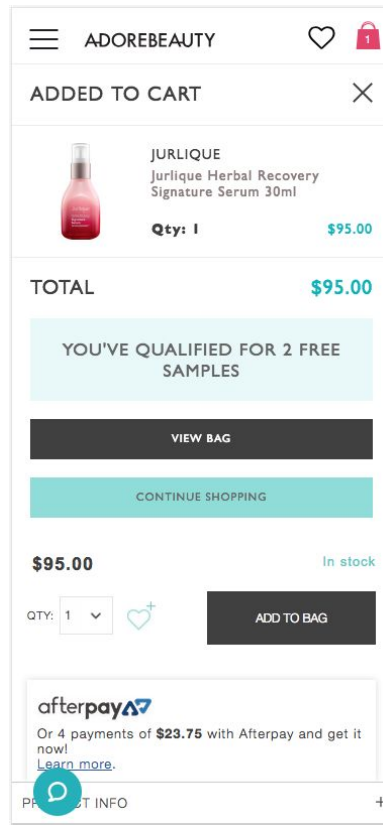 ADOREBEAUTY
1
ADDED TO CART
JURLIQUE
Jurlique Herbal Recovery
Signature Serum 30ml
Qty: 1
$95.00
TOTAL
$95.00
YOU'VE QUALIFIED FOR 2 FREE
SAMPLES
VIEW BAG
CONTINUE SHOPPING
$95.00
In stock
QTY: 1
ADD TO BAG
afterpay
Or 4 payments of $23.75 with Afterpay and get it
now!
Learn more.
INFO